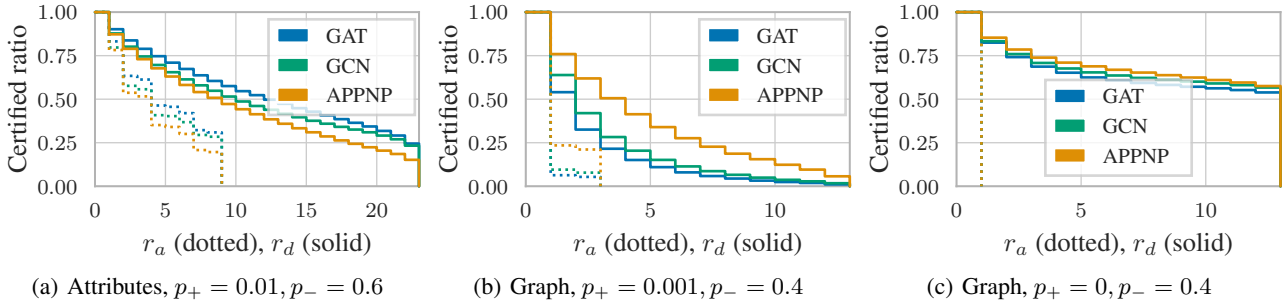 Certified ratio
1.00
0.75
0.50
0.25
0.00
GAT
GCN
APPNP
0 5 10 15 20
r_a (dotted), r_d (solid)
(a) Attributes, p_+ = 0.01, p_- = 0.6
Certified ratio
1.00
0.75
0.50
0.25
0.00
GAT
GCN
APPNP
0 5 10
r_a (dotted), r_d (solid)
(b) Graph, p_+ = 0.001, p_- = 0.4
Certified ratio
1.00
0.75
0.50
0.25
0.00
GAT
GCN
APPNP
0 5 10
r_a (dotted), r_d (solid)
(c) Graph, p_+ = 0, p_- = 0.4